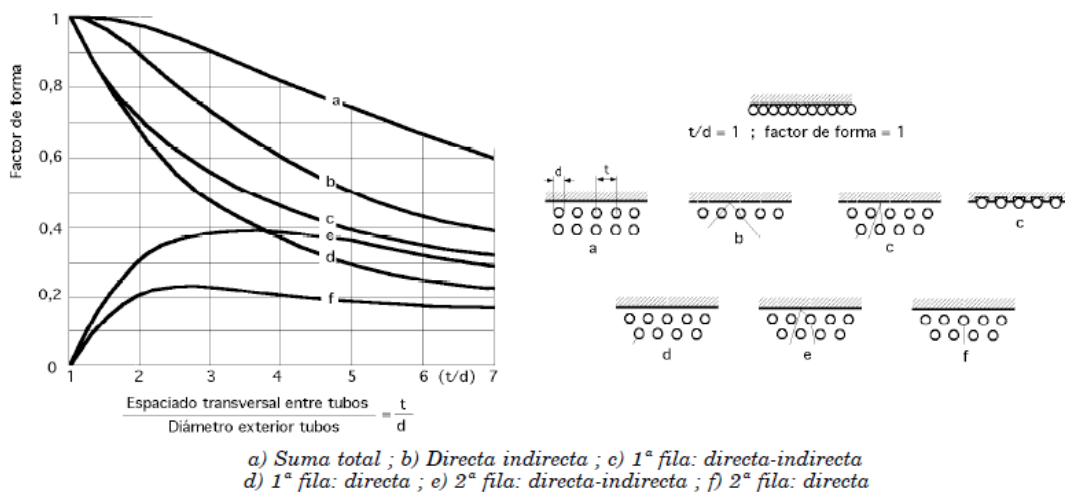 Factor de forma
1
0,8
0,6
0,4
0,2
0
a
b
c
e
d
f
1 2 3 4 5 6 (t/d) 7
Espaciado transversal entre tubos
Diámetro exterior tubos
= t
d
t/d = 1 ; factor de forma = 1
d t
a
b
c
c
d
e
f
a) Suma total ; b) Directa indirecta ; c) 1ª fila: directa-indirecta
d) 1ª fila: directa ; e) 2ª fila: directa-indirecta ; f) 2ª fila: directa